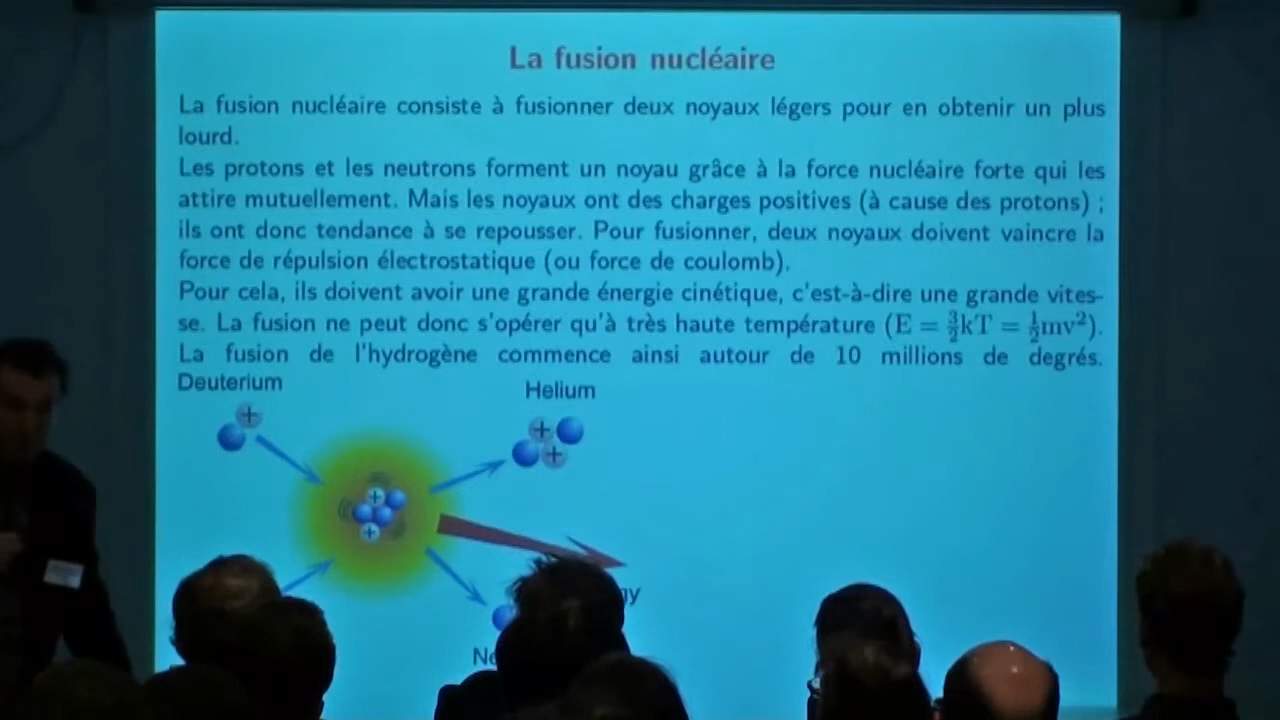 La fusion nucléaire
La fusion nucléaire consiste à fusionner deux noyaux légers pour en obtenir un plus
lourd.
Les protons et les neutrons forment un noyau grâce à la force nucléaire forte qui les
attire mutuellement. Mais les noyaux ont des charges positives (à cause des protons) ;
ils ont donc tendance à se repousser. Pour fusionner, deux noyaux doivent vaincre la
force de répulsion électrostatique (ou force de coulomb).
Pour cela, ils doivent avoir une grande énergie cinétique, c'est-à-dire une grande vites-
se. La fusion ne peut donc s'opérer qu'à très haute température (E = 3/2kT = 1/2mv²).
La fusion de l'hydrogène commence ainsi autour de 10 millions de degrés.
Deuterium
Helium